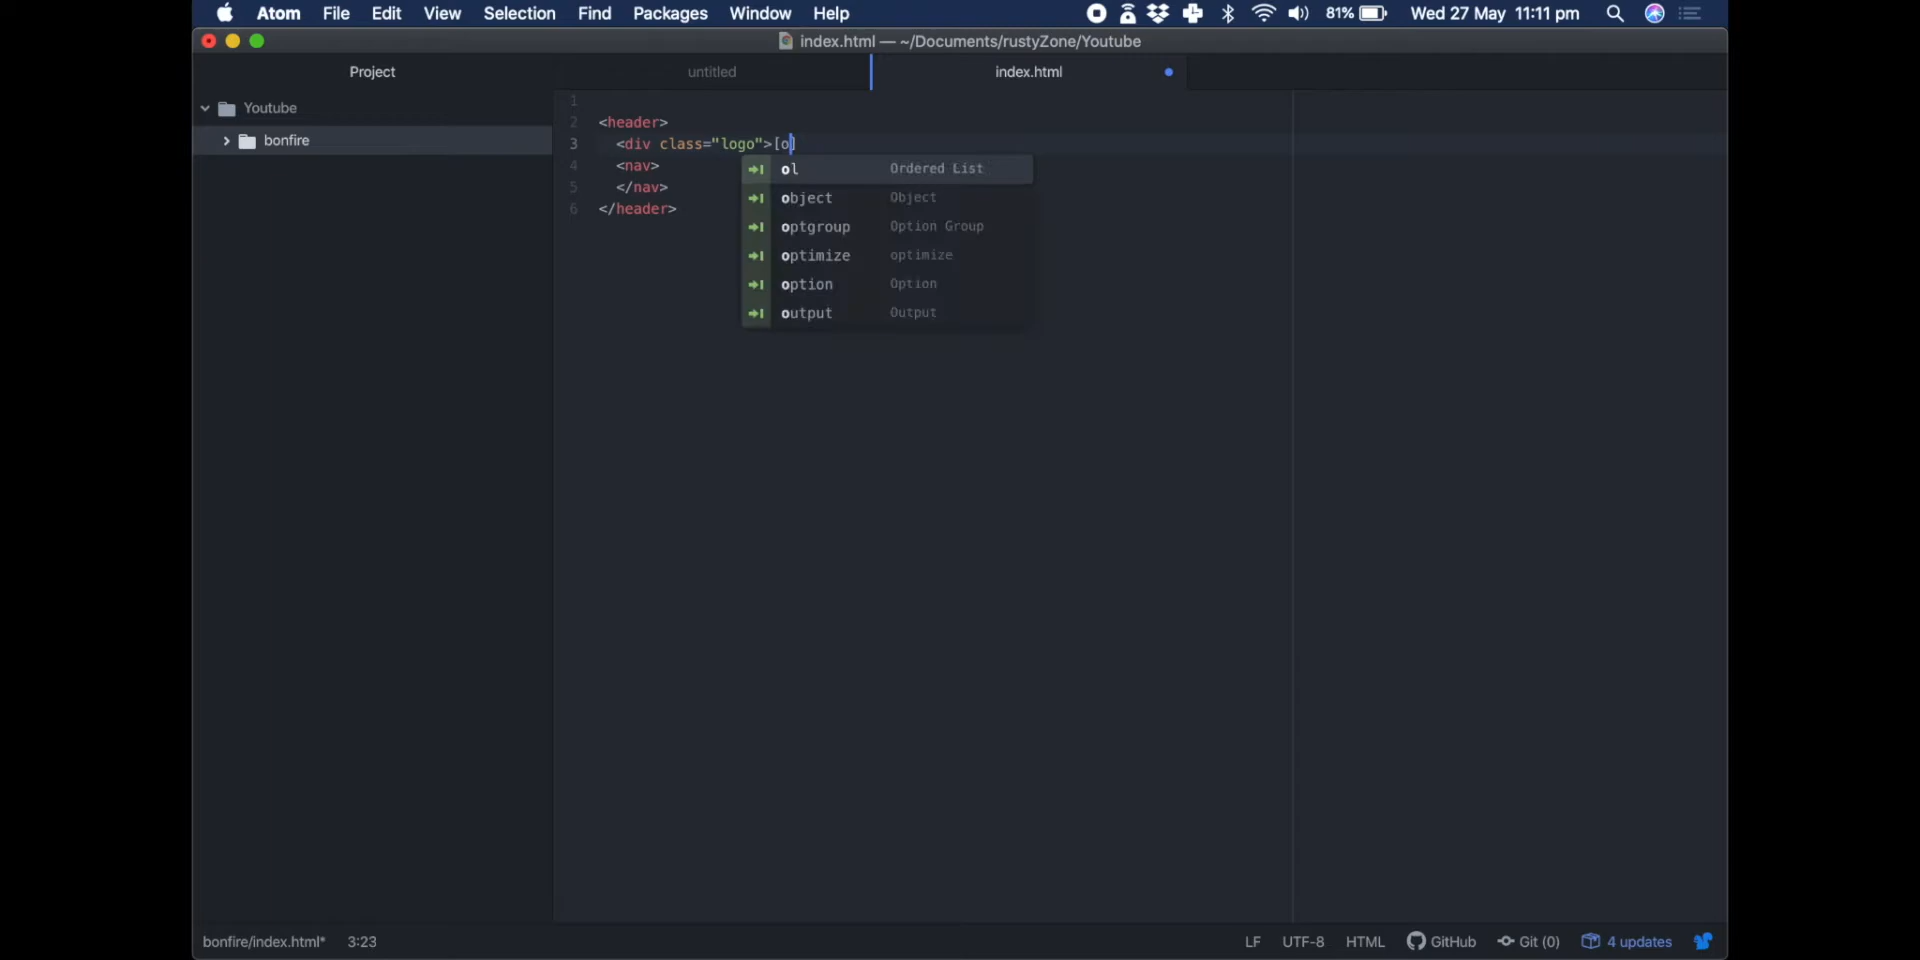 Atom File Edit View Selection Find Packages Window Help 81% Wed 27 May 11:11 pm
index.html — ~/Documents/rustyZone/Youtube
Project untitled index.html
Youtube
bonfire
1
2 <header>
3 <div class="logo">[o]
4 <nav>
5 </nav>
6 </header>
ol Ordered List
object Object
optgroup Option Group
optimize optimize
option Option
output Output
bonfire/index.html* 3:23 LF UTF-8 HTML GitHub Git (0) 4 updates